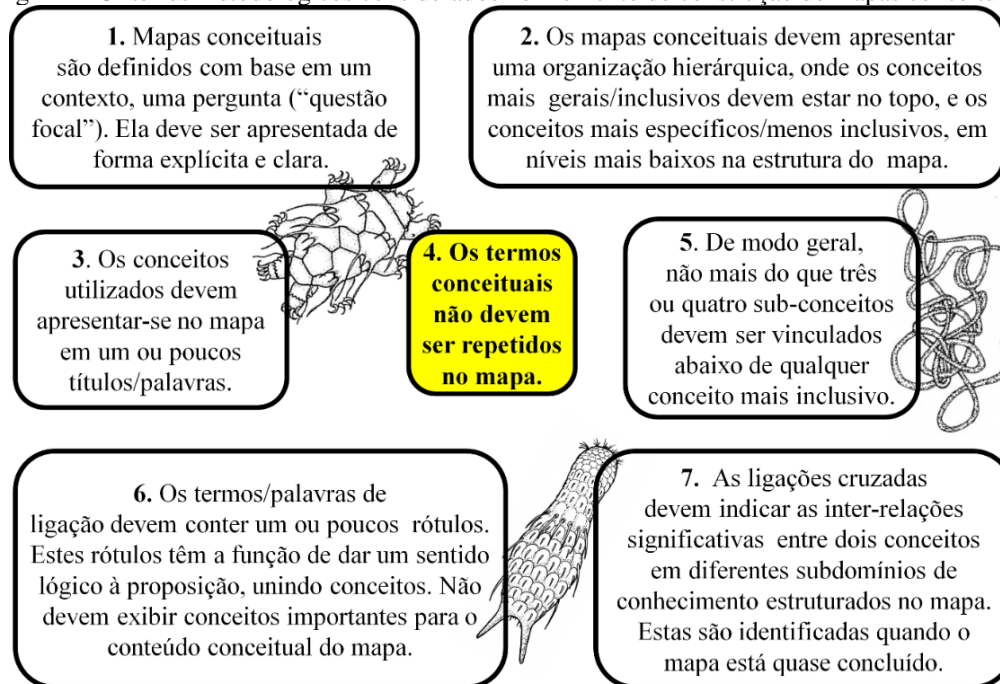 1. Mapas conceituais
são definidos com base em um
contexto, uma pergunta (“questão
focal”). Ela deve ser apresentada de
forma explícita e clara.
2. Os mapas conceituais devem apresentar
uma organização hierárquica, onde os conceitos
mais gerais/inclusivos devem estar no topo, e os
conceitos mais específicos/menos inclusivos, em
níveis mais baixos na estrutura do mapa.
3. Os conceitos
utilizados devem
apresentar-se no mapa
em um ou poucos
títulos/palavras.
4. Os termos
conceituais
não devem
ser repetidos
no mapa.
5. De modo geral,
não mais do que três
ou quatro sub-conceitos
devem ser vinculados
abaixo de qualquer
conceito mais inclusivo.
6. Os termos/palavras de
ligação devem conter um ou poucos rótulos.
Estes rótulos têm a função de dar um sentido
lógico à proposição, unindo conceitos. Não
devem exibir conceitos importantes para o
conteúdo conceitual do mapa.
7. As ligações cruzadas
devem indicar as inter-relações
significativas entre dois conceitos
em diferentes subdomínios de
conhecimento estruturados no mapa.
Estas são identificadas quando o
mapa está quase concluído.